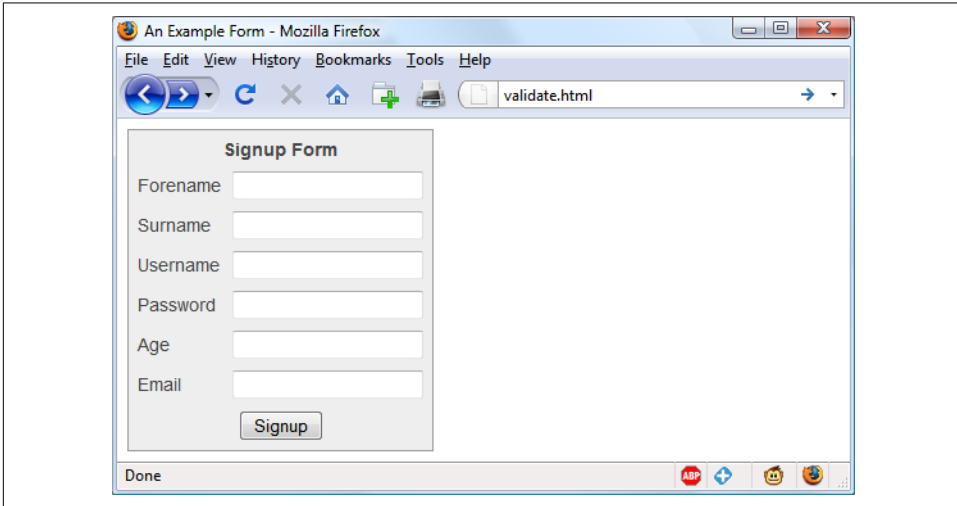 An Example Form - Mozilla Firefox
File Edit View History Bookmarks Tools Help
validate.html
Signup Form
Forename
Surname
Username
Password
Age
Email
Signup
Done
ABP